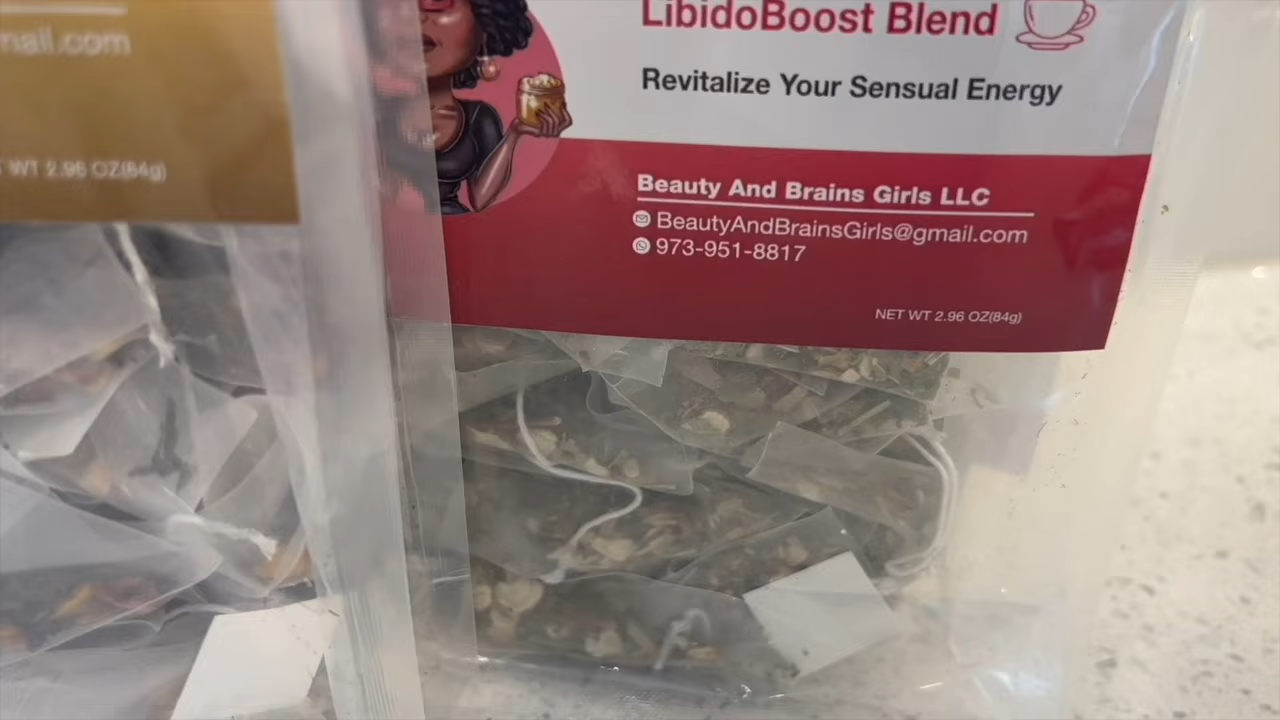 mail.com
WT 2.96 OZ(84g)
LibidoBoost Blend
Revitalize Your Sensual Energy
Beauty And Brains Girls LLC
BeautyAndBrainsGirls@gmail.com
973-951-8817
NET WT 2.96 OZ(84g)